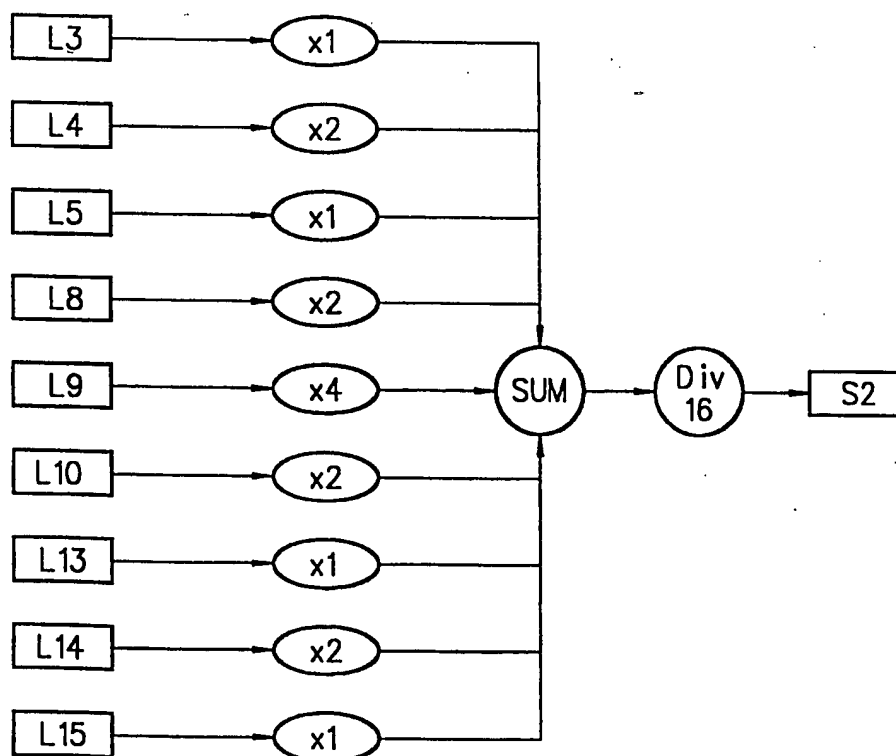 L3 x1
L4 x2
L5 x1
L8 x2
L9 x4 SUM Div 16 S2
L10 x2
L13 x1
L14 x2
L15 x1